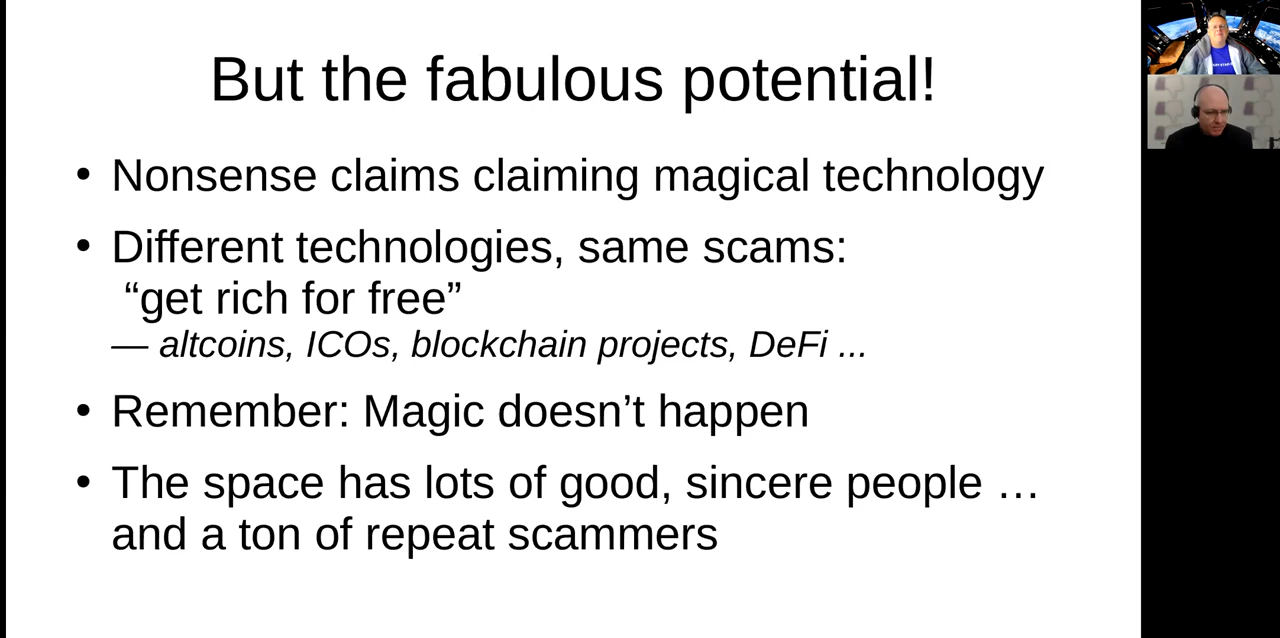 But the fabulous potential!
• Nonsense claims claiming magical technology
• Different technologies, same scams:
“get rich for free”
— altcoins, ICOs, blockchain projects, DeFi ...
• Remember: Magic doesn’t happen
• The space has lots of good, sincere people …
and a ton of repeat scammers